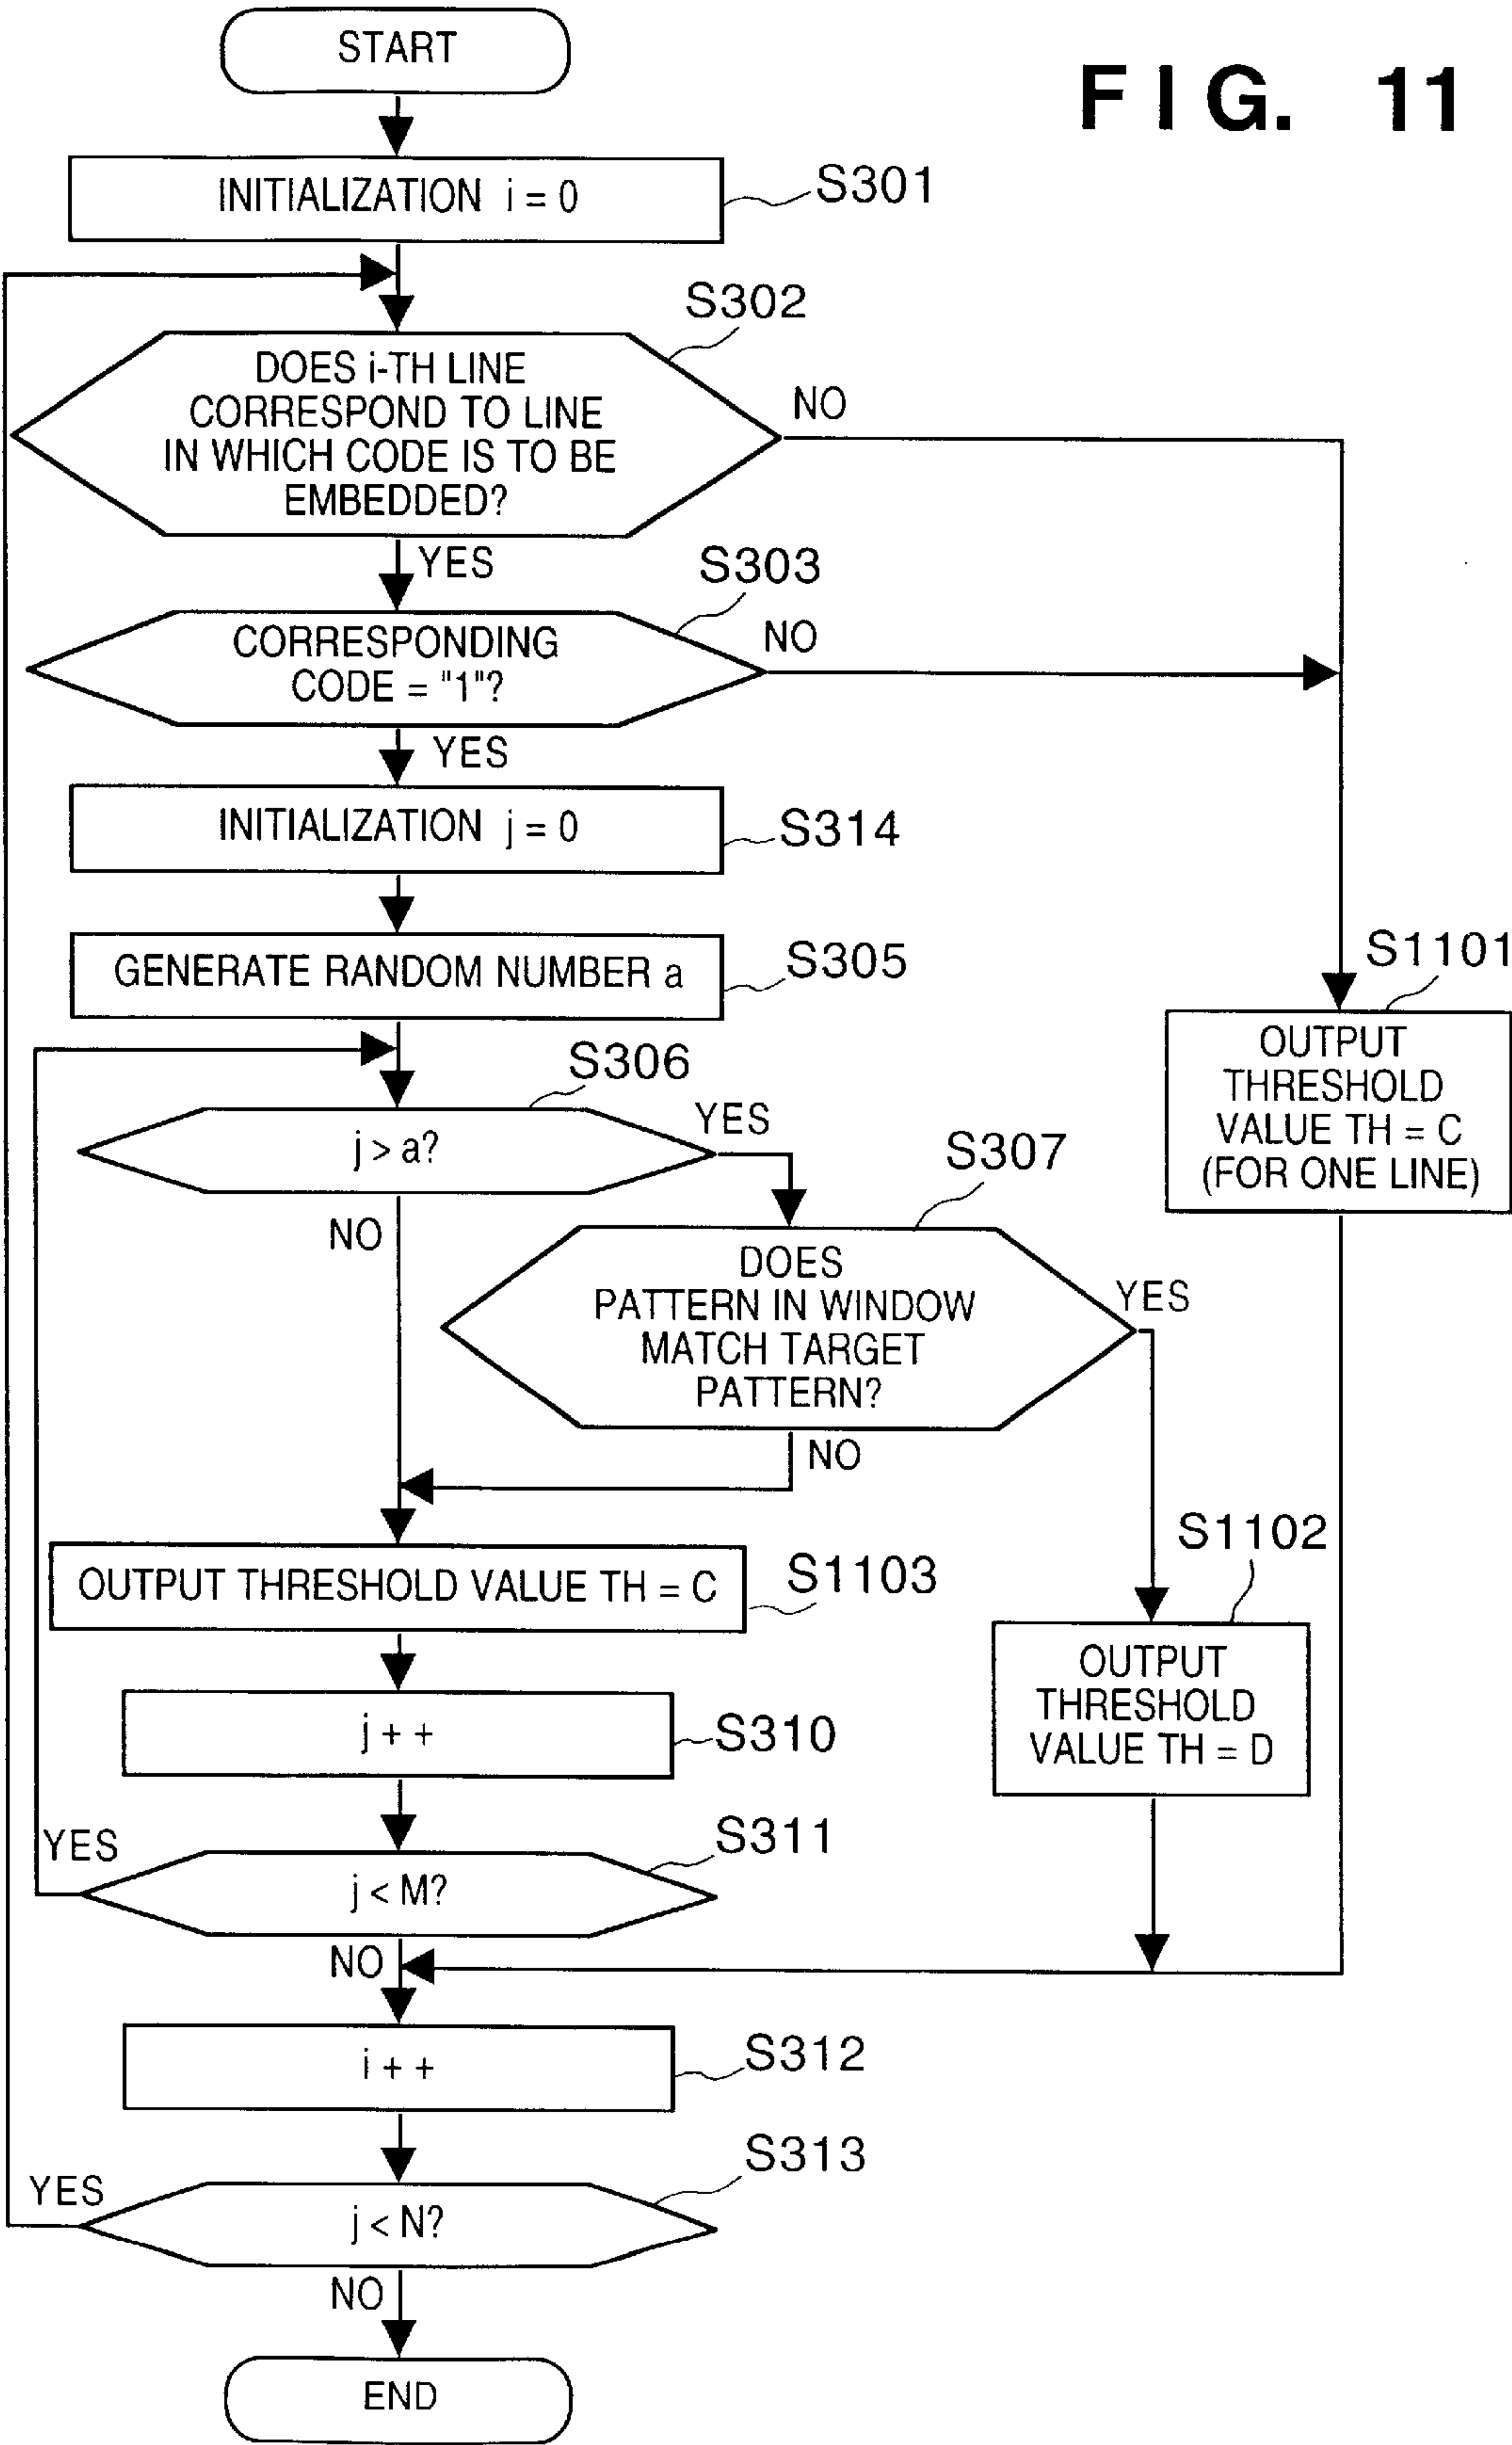 START
FIG. 11
INITIALIZATION i = 0
S301
S302
DOES i-TH LINE
CORRESPOND TO LINE
IN WHICH CODE IS TO BE
EMBEDDED?
NO
YES
S303
CORRESPONDING
CODE = "1"?
NO
YES
INITIALIZATION j = 0
S314
GENERATE RANDOM NUMBER a
S305
S1101
OUTPUT
THRESHOLD
VALUE TH = C
(FOR ONE LINE)
S306
j > a?
YES
NO
S307
DOES
PATTERN IN WINDOW
MATCH TARGET
PATTERN?
YES
NO
OUTPUT THRESHOLD VALUE TH = C
S1103
S1102
OUTPUT
THRESHOLD
VALUE TH = D
j + +
S310
S311
YES
j < M?
NO
i + +
S312
S313
YES
j < N?
NO
END